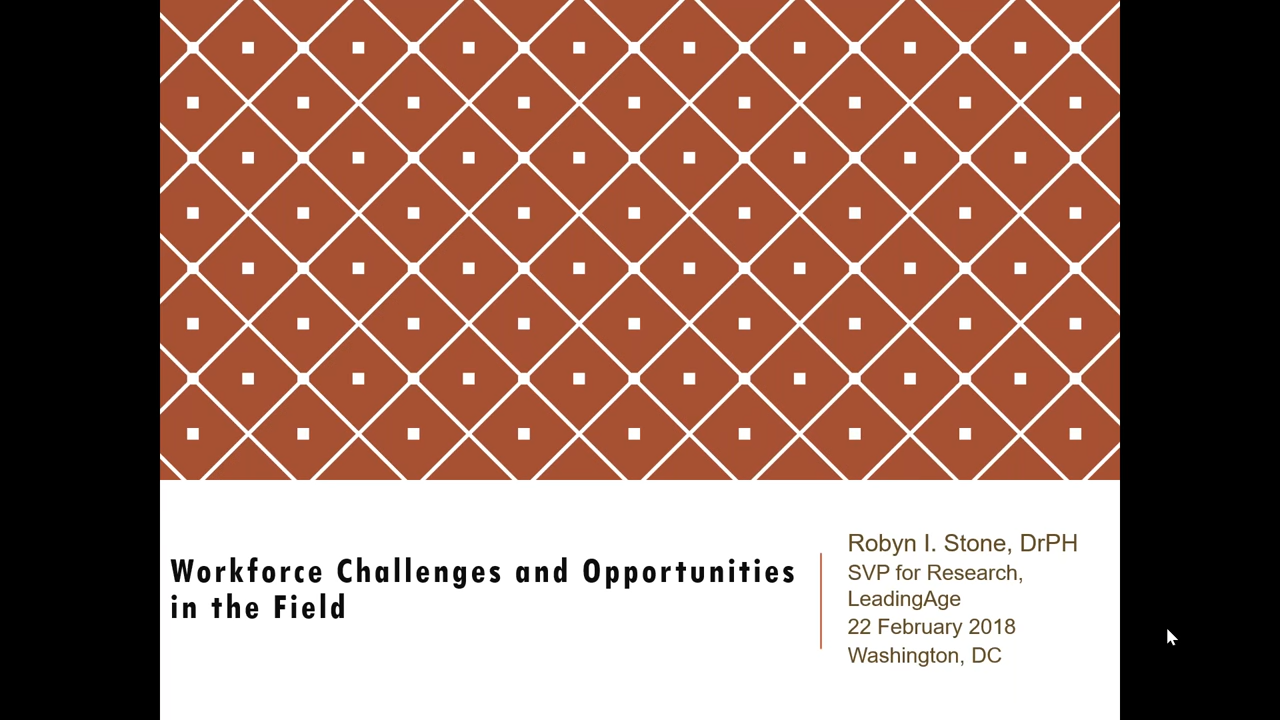 Workforce Challenges and Opportunities
in the Field
Robyn I. Stone, DrPH
SVP for Research,
LeadingAge
22 February 2018
Washington, DC